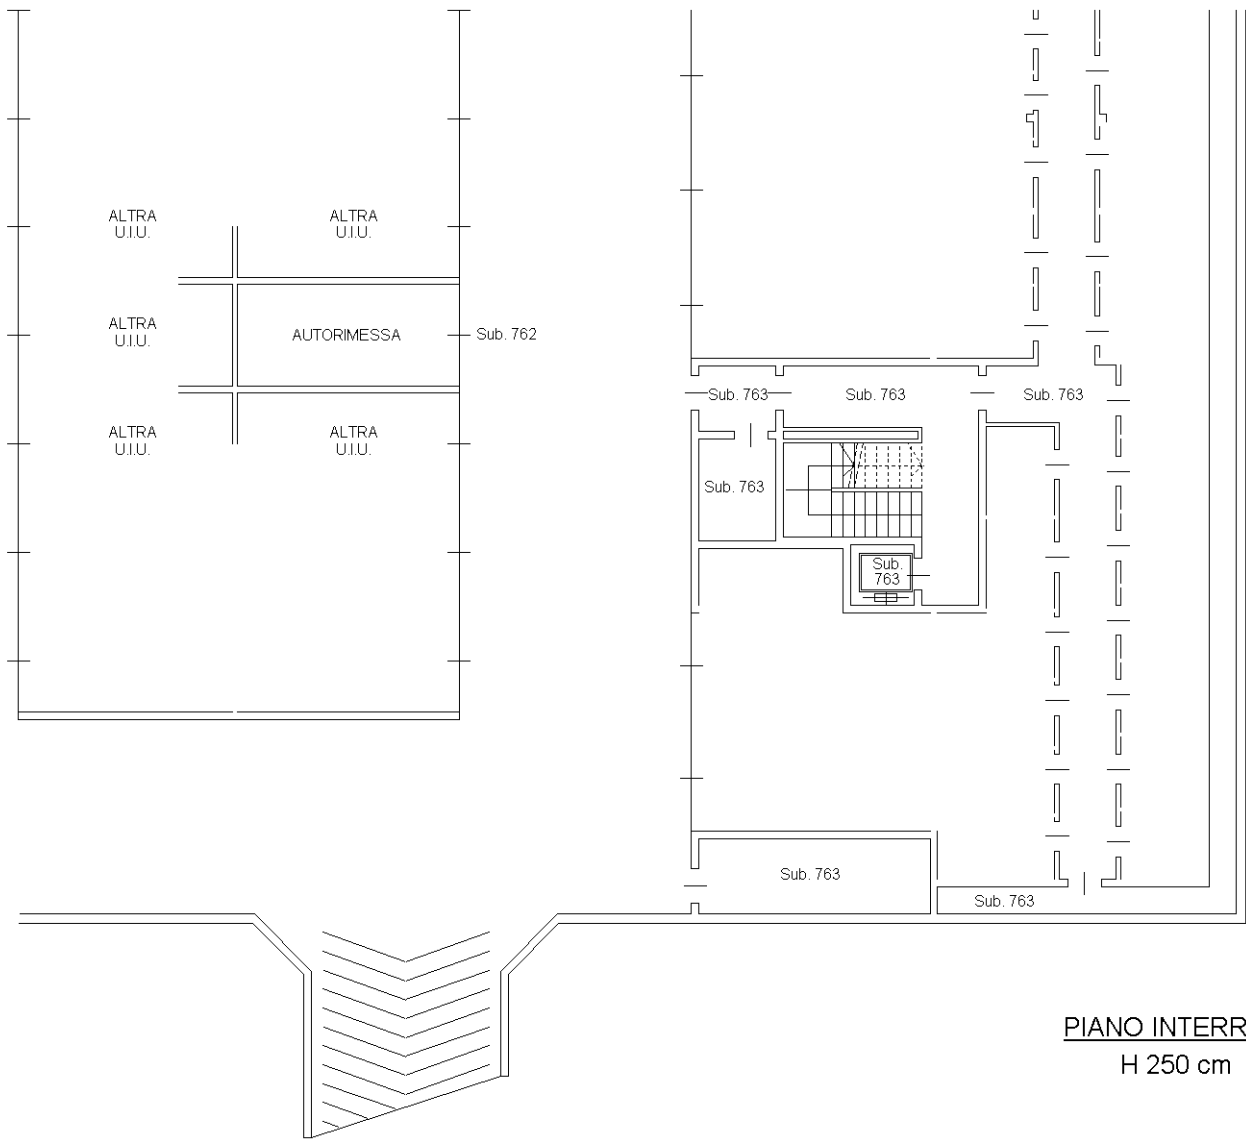 ALTRA
U.I.U.
ALTRA
U.I.U.
ALTRA
U.I.U.
AUTORIMESSA
Sub. 762
ALTRA
U.I.U.
ALTRA
U.I.U.
Sub. 763
Sub. 763
Sub. 763
Sub. 763
Sub.
763
Sub. 763
Sub. 763
PIANO INTERR
H 250 cm